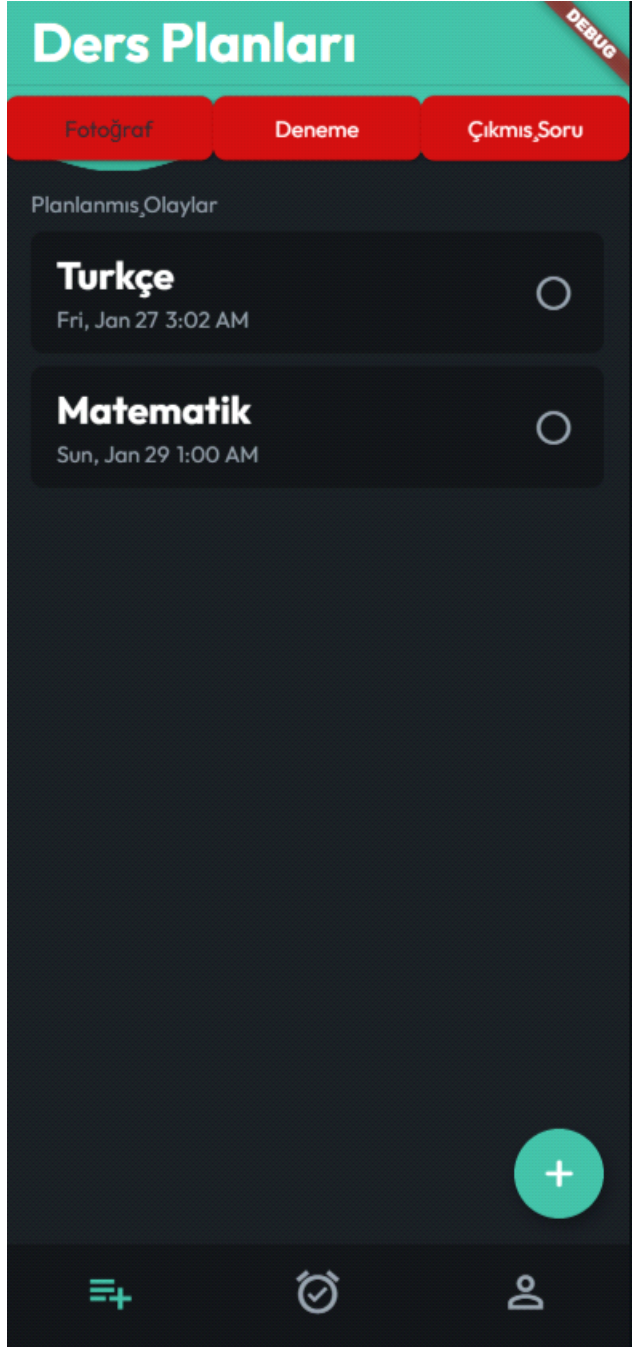 Ders Planları
DEBUG
Fotoğraf
Deneme
Çıkmış Soru
Planlanmış Olaylar
Turkçe
Fri, Jan 27 3:02 AM
Matematik
Sun, Jan 29 1:00 AM